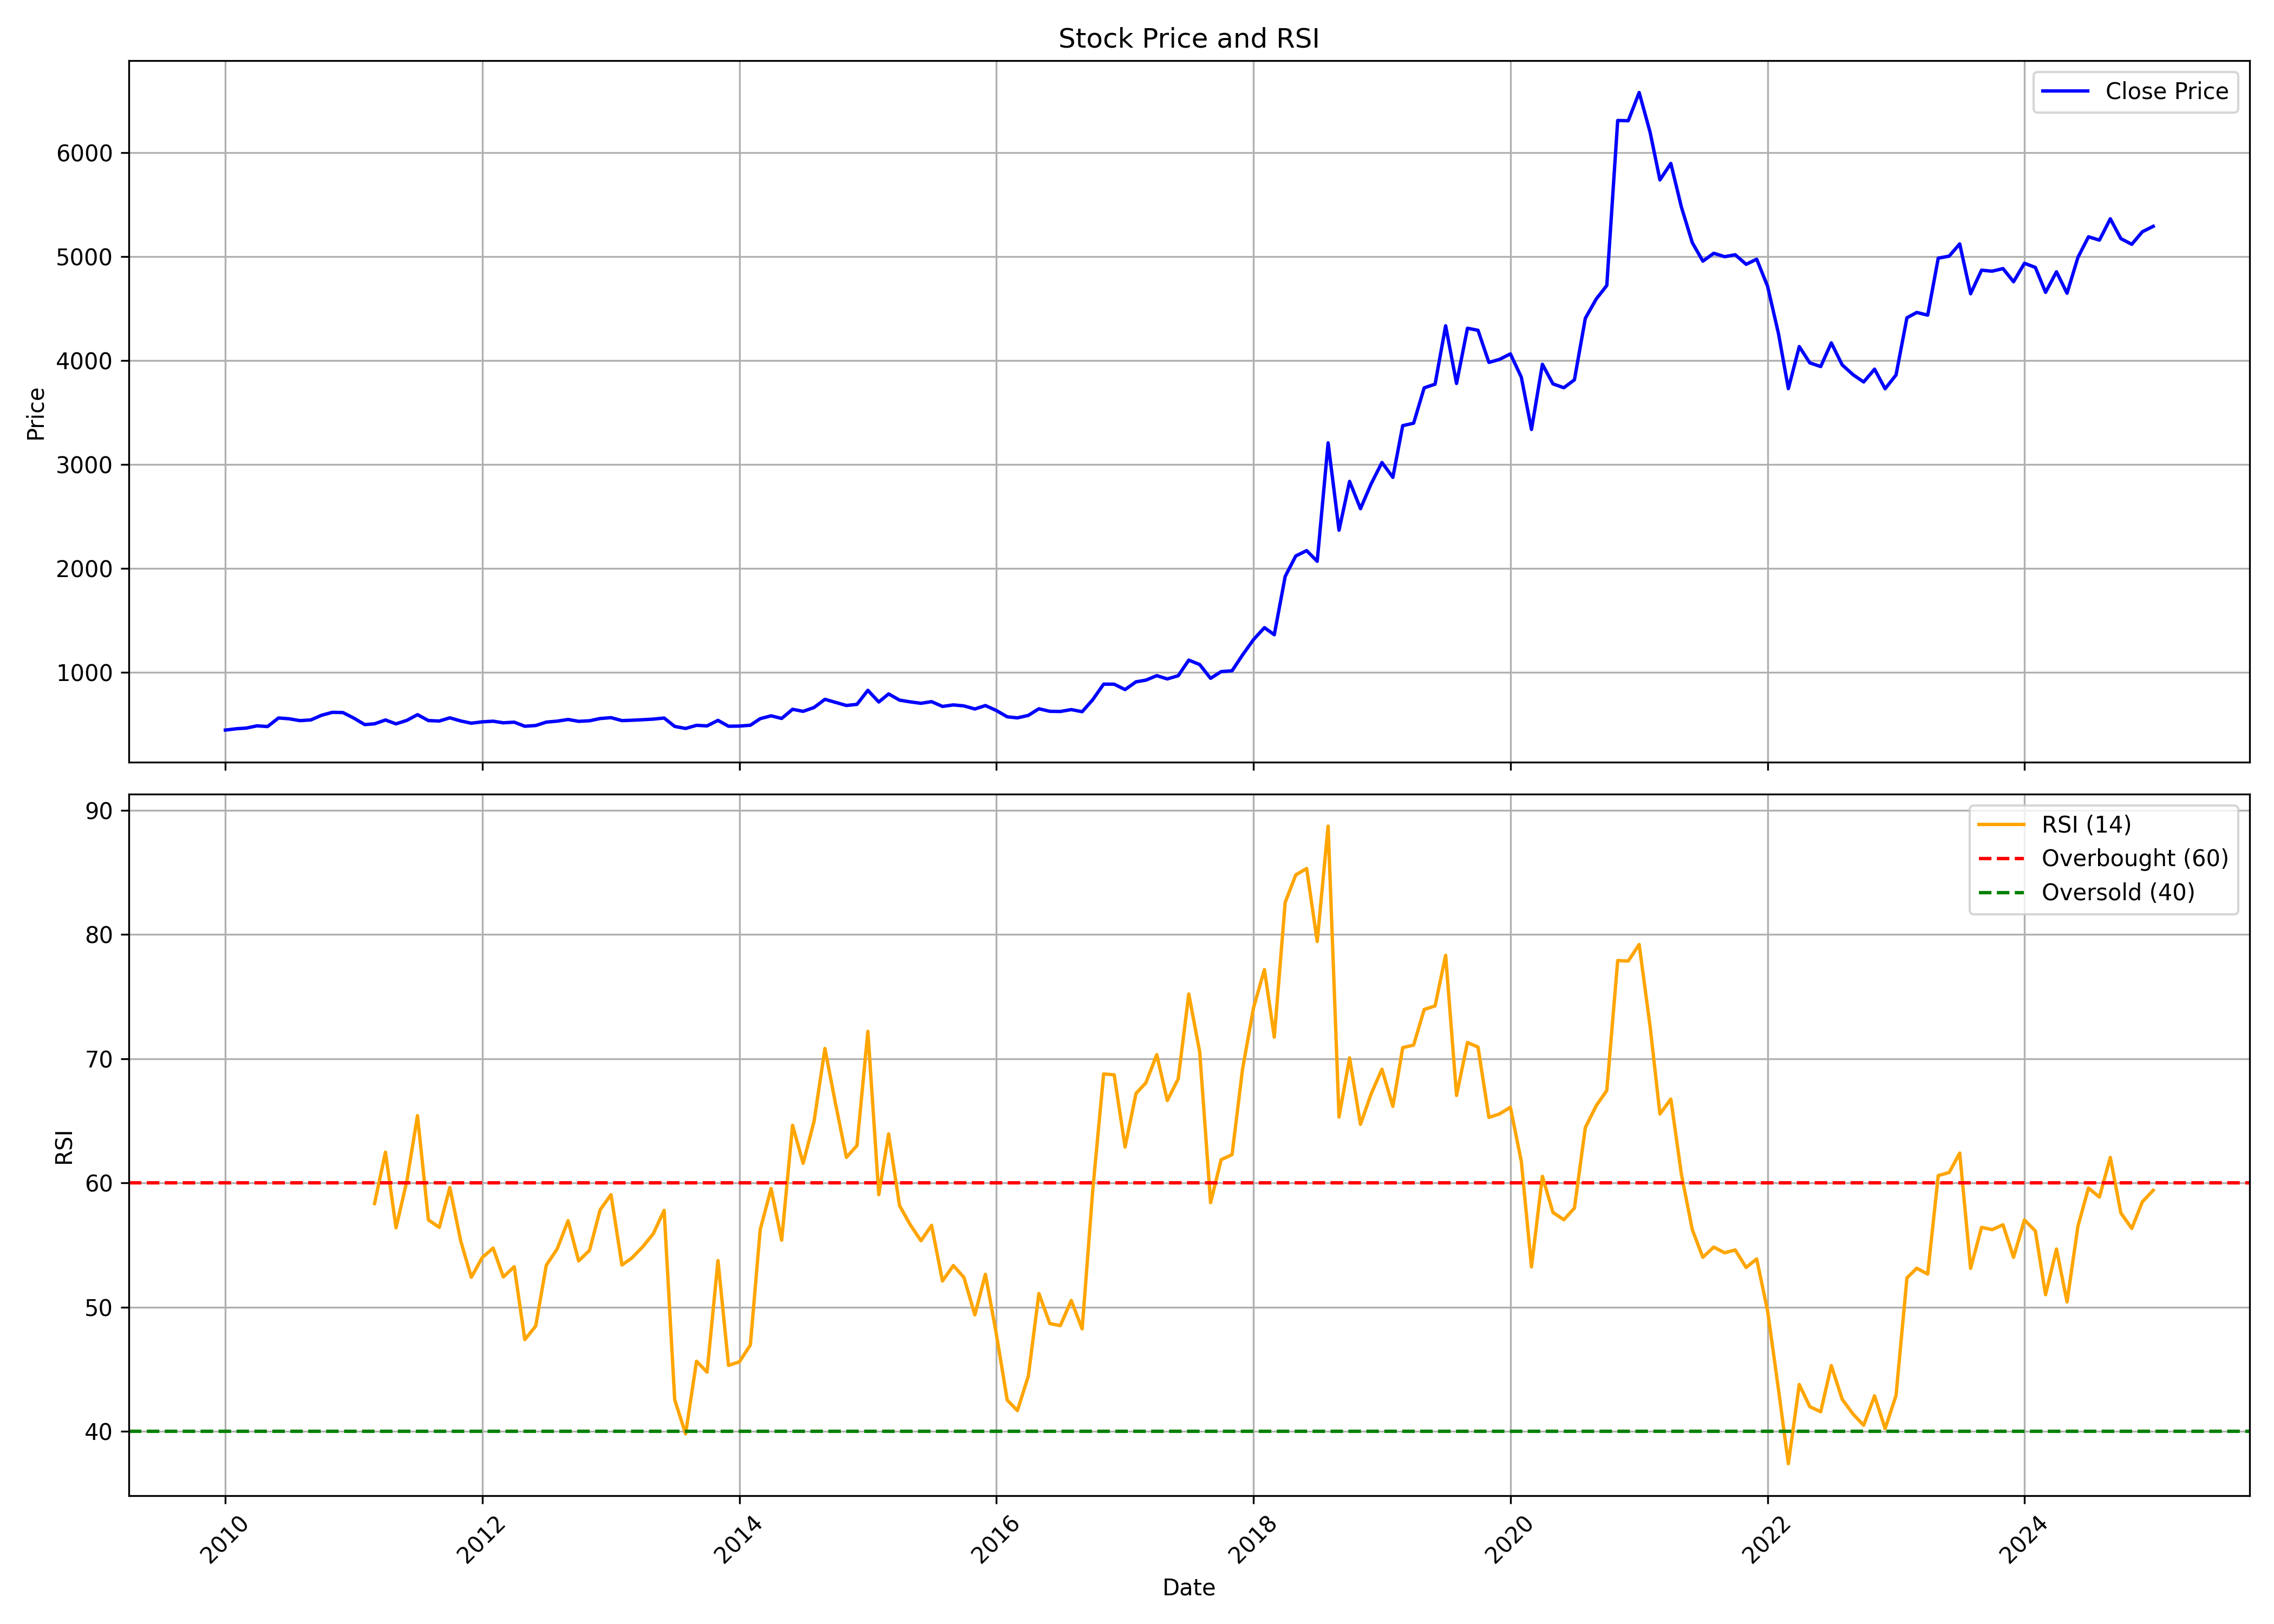 Stock Price and RSI
Close Price
Price
6000
5000
4000
3000
2000
1000
RSI (14)
Overbought (60)
Oversold (40)
RSI
90
80
70
60
50
40
2010
2012
2014
2016
2018
2020
2022
2024
Date